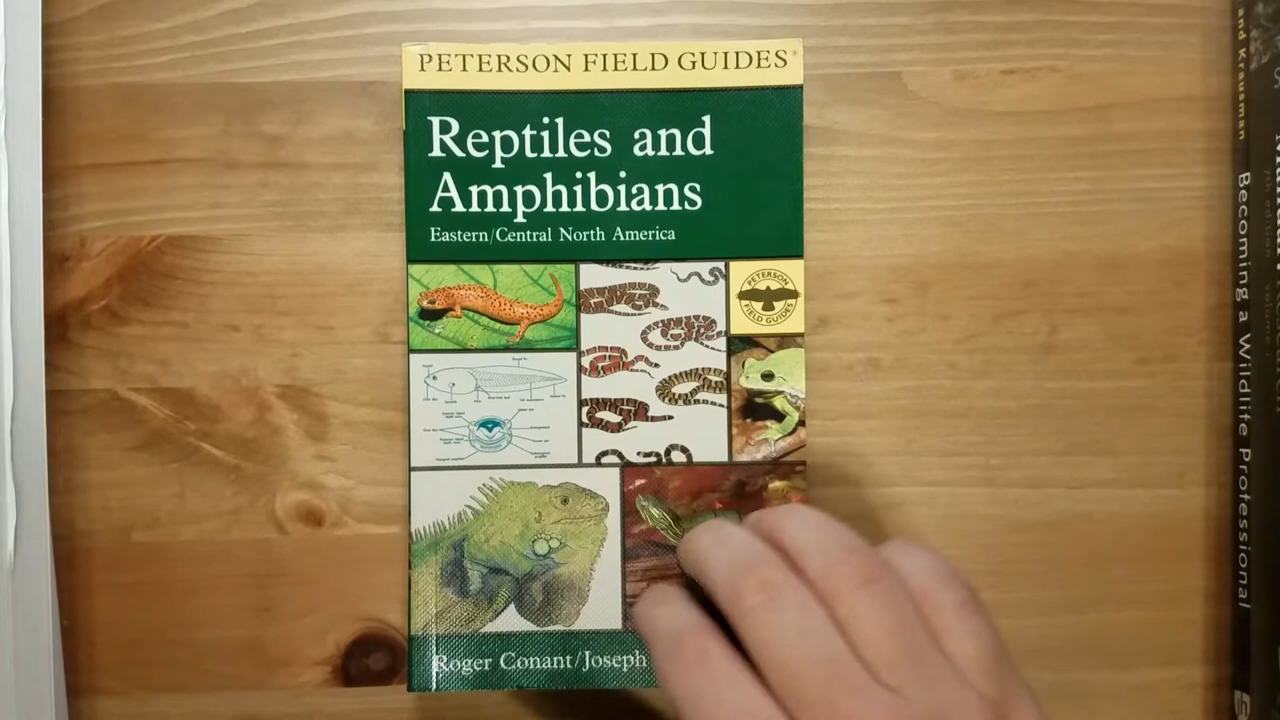 PETERSON FIELD GUIDES®
Reptiles and
Amphibians
Eastern/Central North America
PETERSON
FIELD GUIDES
Roger Conant/Joseph
and Krausman
Becoming a Wildlife Professional